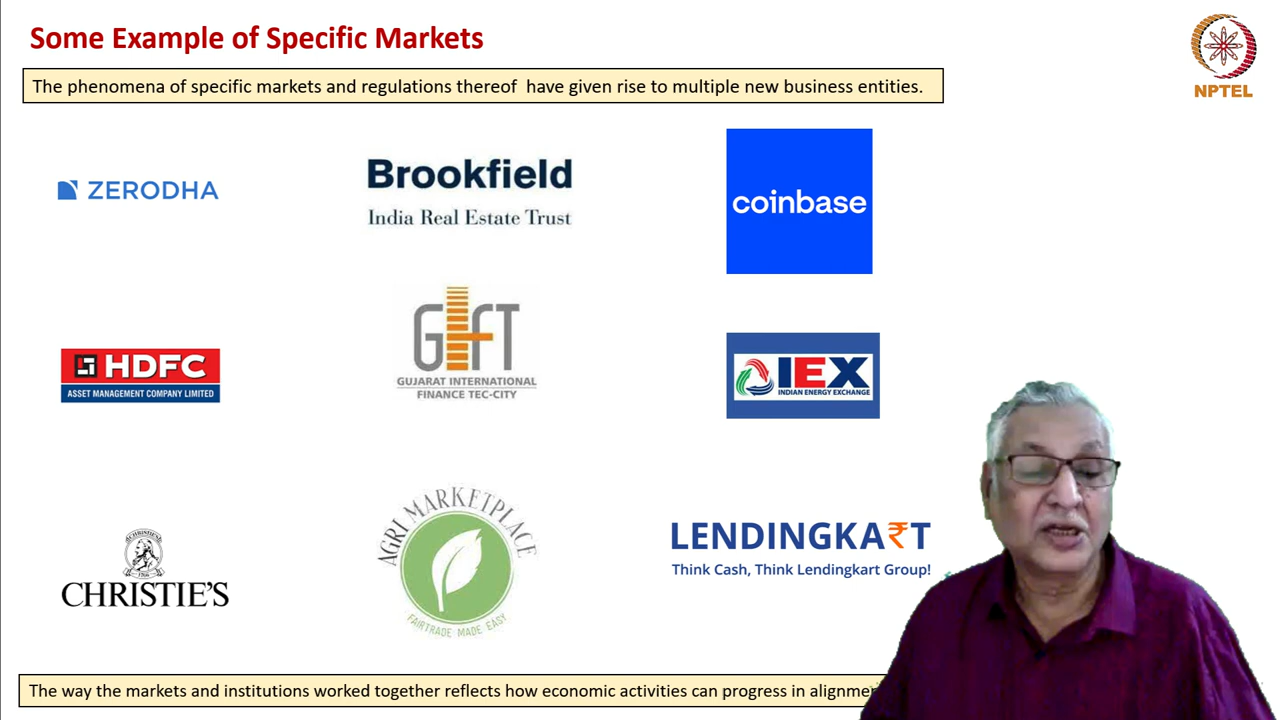 Some Example of Specific Markets
NPTEL
The phenomena of specific markets and regulations thereof have given rise to multiple new business entities.
ZERODHA
Brookfield
India Real Estate Trust
coinbase
HDFC
ASSET MANAGEMENT COMPANY LIMITED
GIFT
GUJARAT INTERNATIONAL
FINANCE TEC-CITY
IEX
INDIAN ENERGY EXCHANGE
CHRISTIE'S
AGRI MARKETPLACE
FAIRTRADE MADE EASY
LENDINGKA₹T
Think Cash, Think Lendingkart Group!
The way the markets and institutions worked together reflects how economic activities can progress in